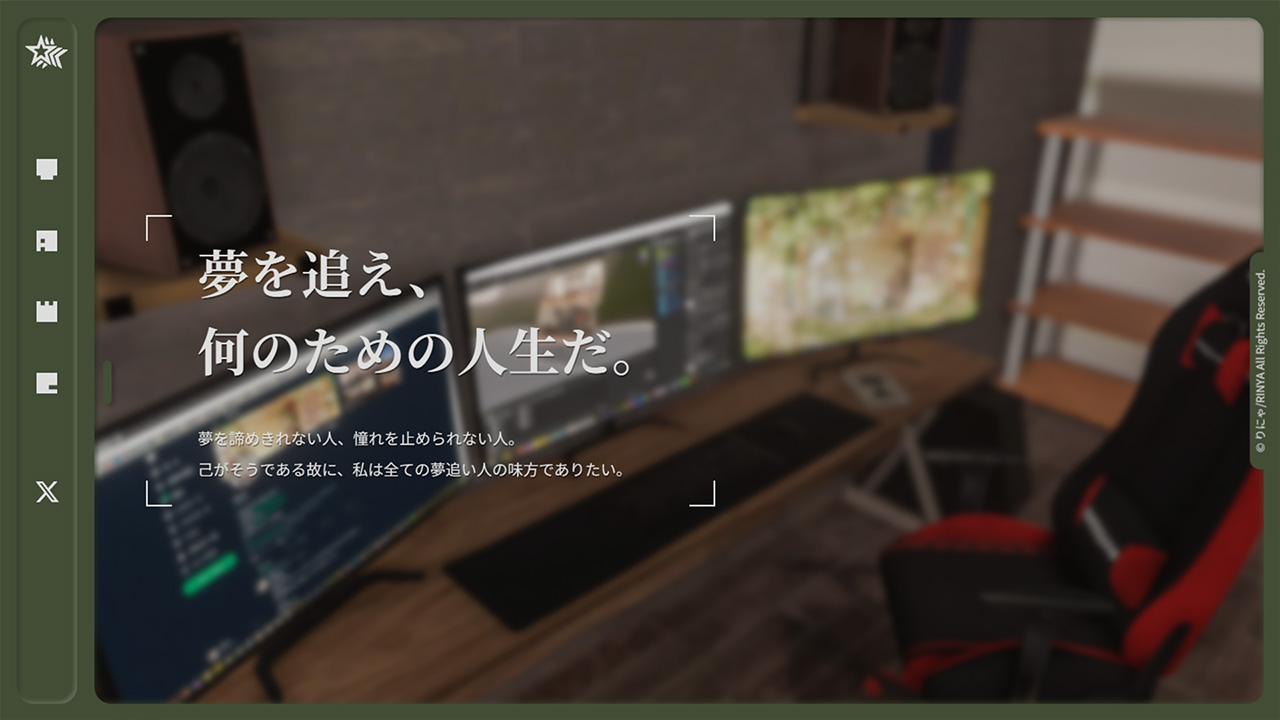 夢を追え、
何のための人生だ。
夢を諦めきれない人、憧れを止められない人。
己がそうである故に、私は全ての夢追い人の味方でありたい。
© りにゃ/RINYA All Rights Reserved.